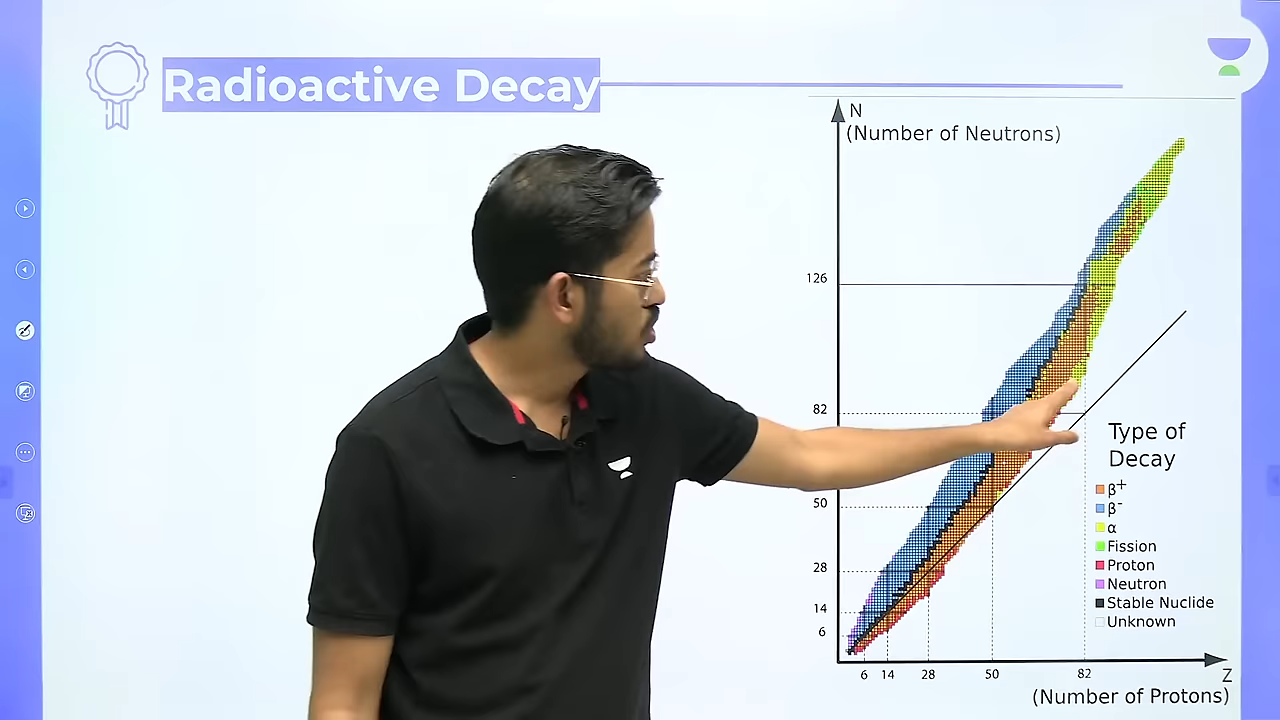 Radioactive Decay
N
(Number of Neutrons)
126
82
50
28
14
6
6 14 28 50 82
Z
(Number of Protons)
Type of
Decay
β+
β-
α
Fission
Proton
Neutron
Stable Nuclide
Unknown